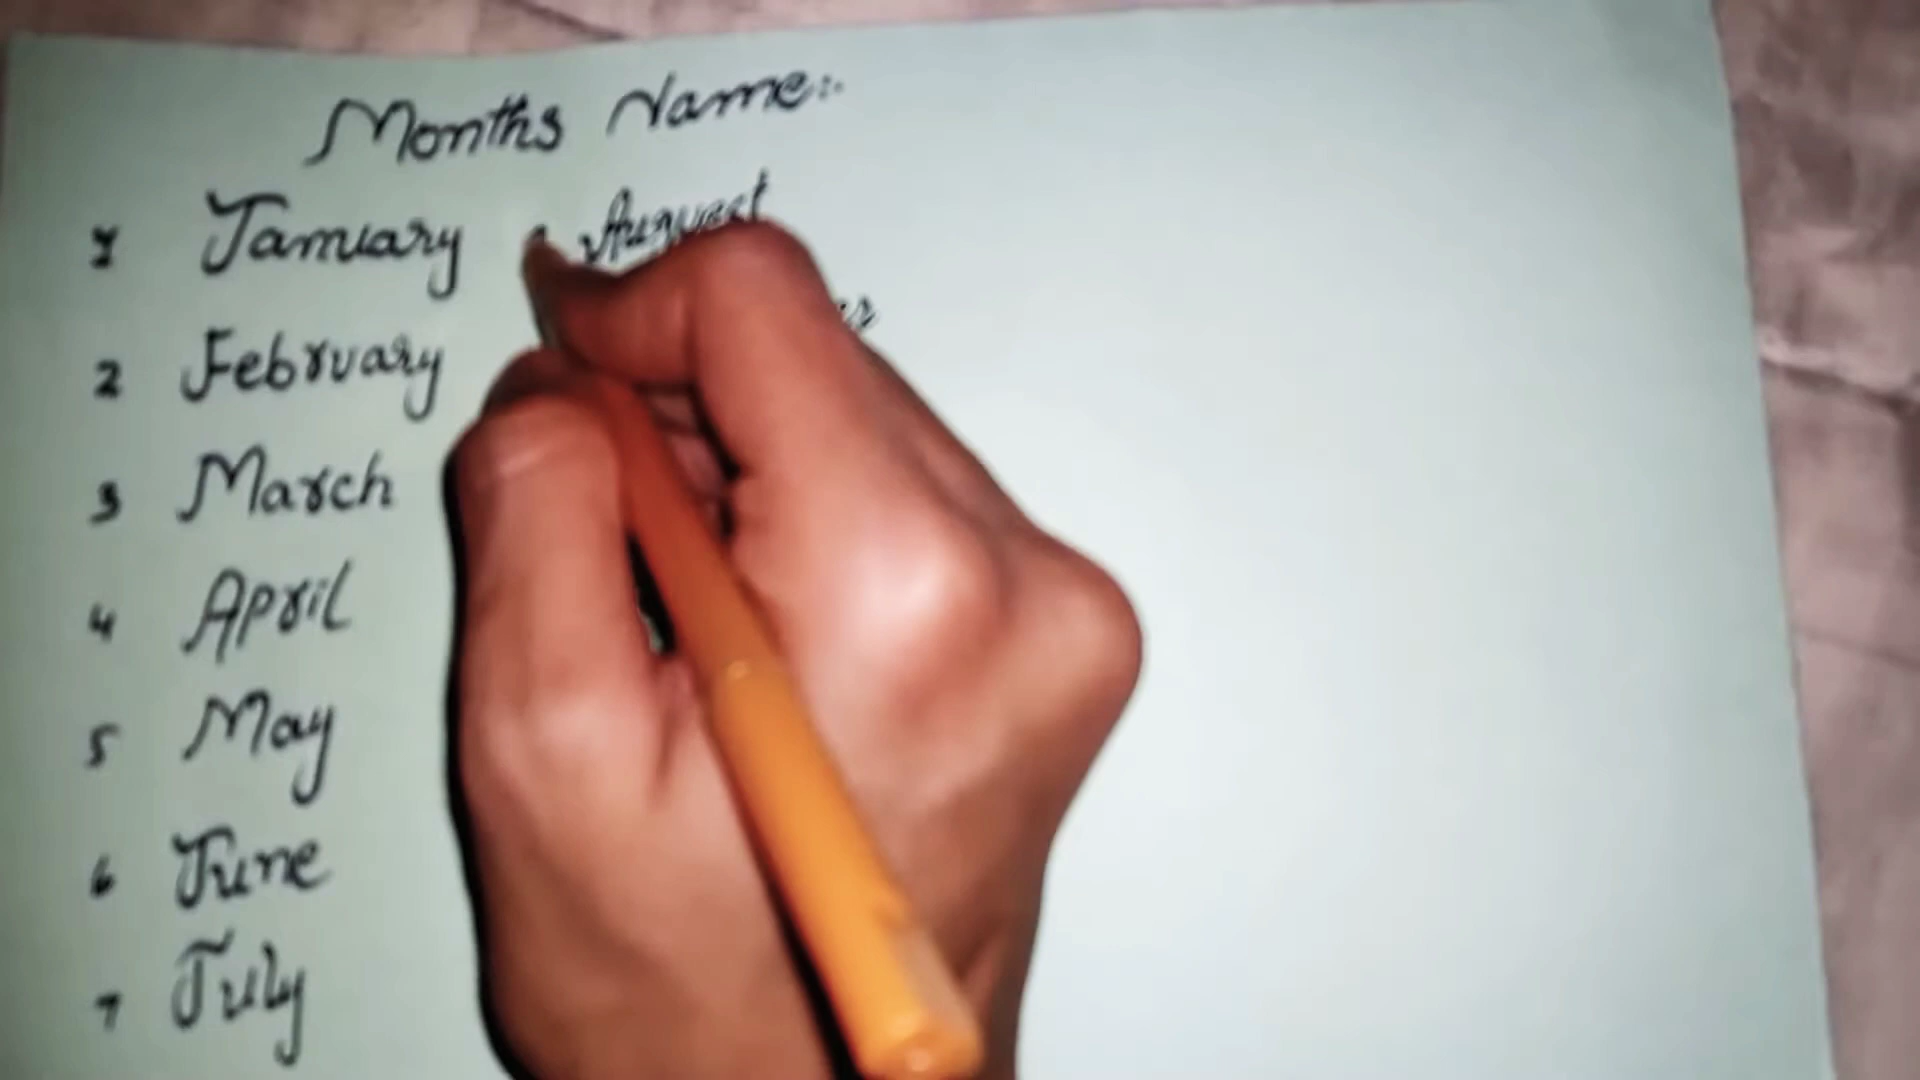 Months Name:-
1 January August
2 February
3 March
4 April
5 May
6 June
7 July